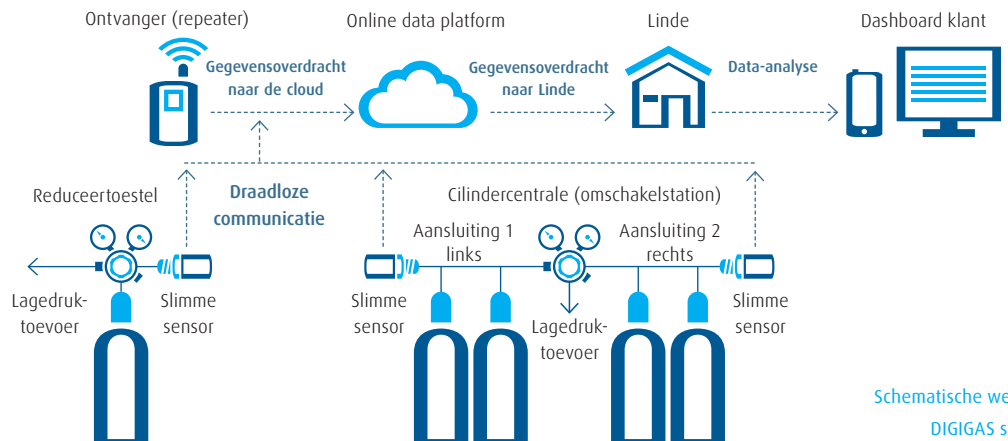 Ontvanger (repeater)
Online data platform
Linde
Dashboard klant
Gegevensoverdracht
naar de cloud
Gegevensoverdracht
naar Linde
Data-analyse
Reduceertoestel
Draadloze
communicatie
Cilindercentrale (omschakelstation)
Aansluiting 1
links
Aansluiting 2
rechts
Lagedruk-
toevoer
Slimme
sensor
Slimme
sensor
Lagedruk-
toevoer
Slimme
sensor
Schematische we
DIGIGAS s